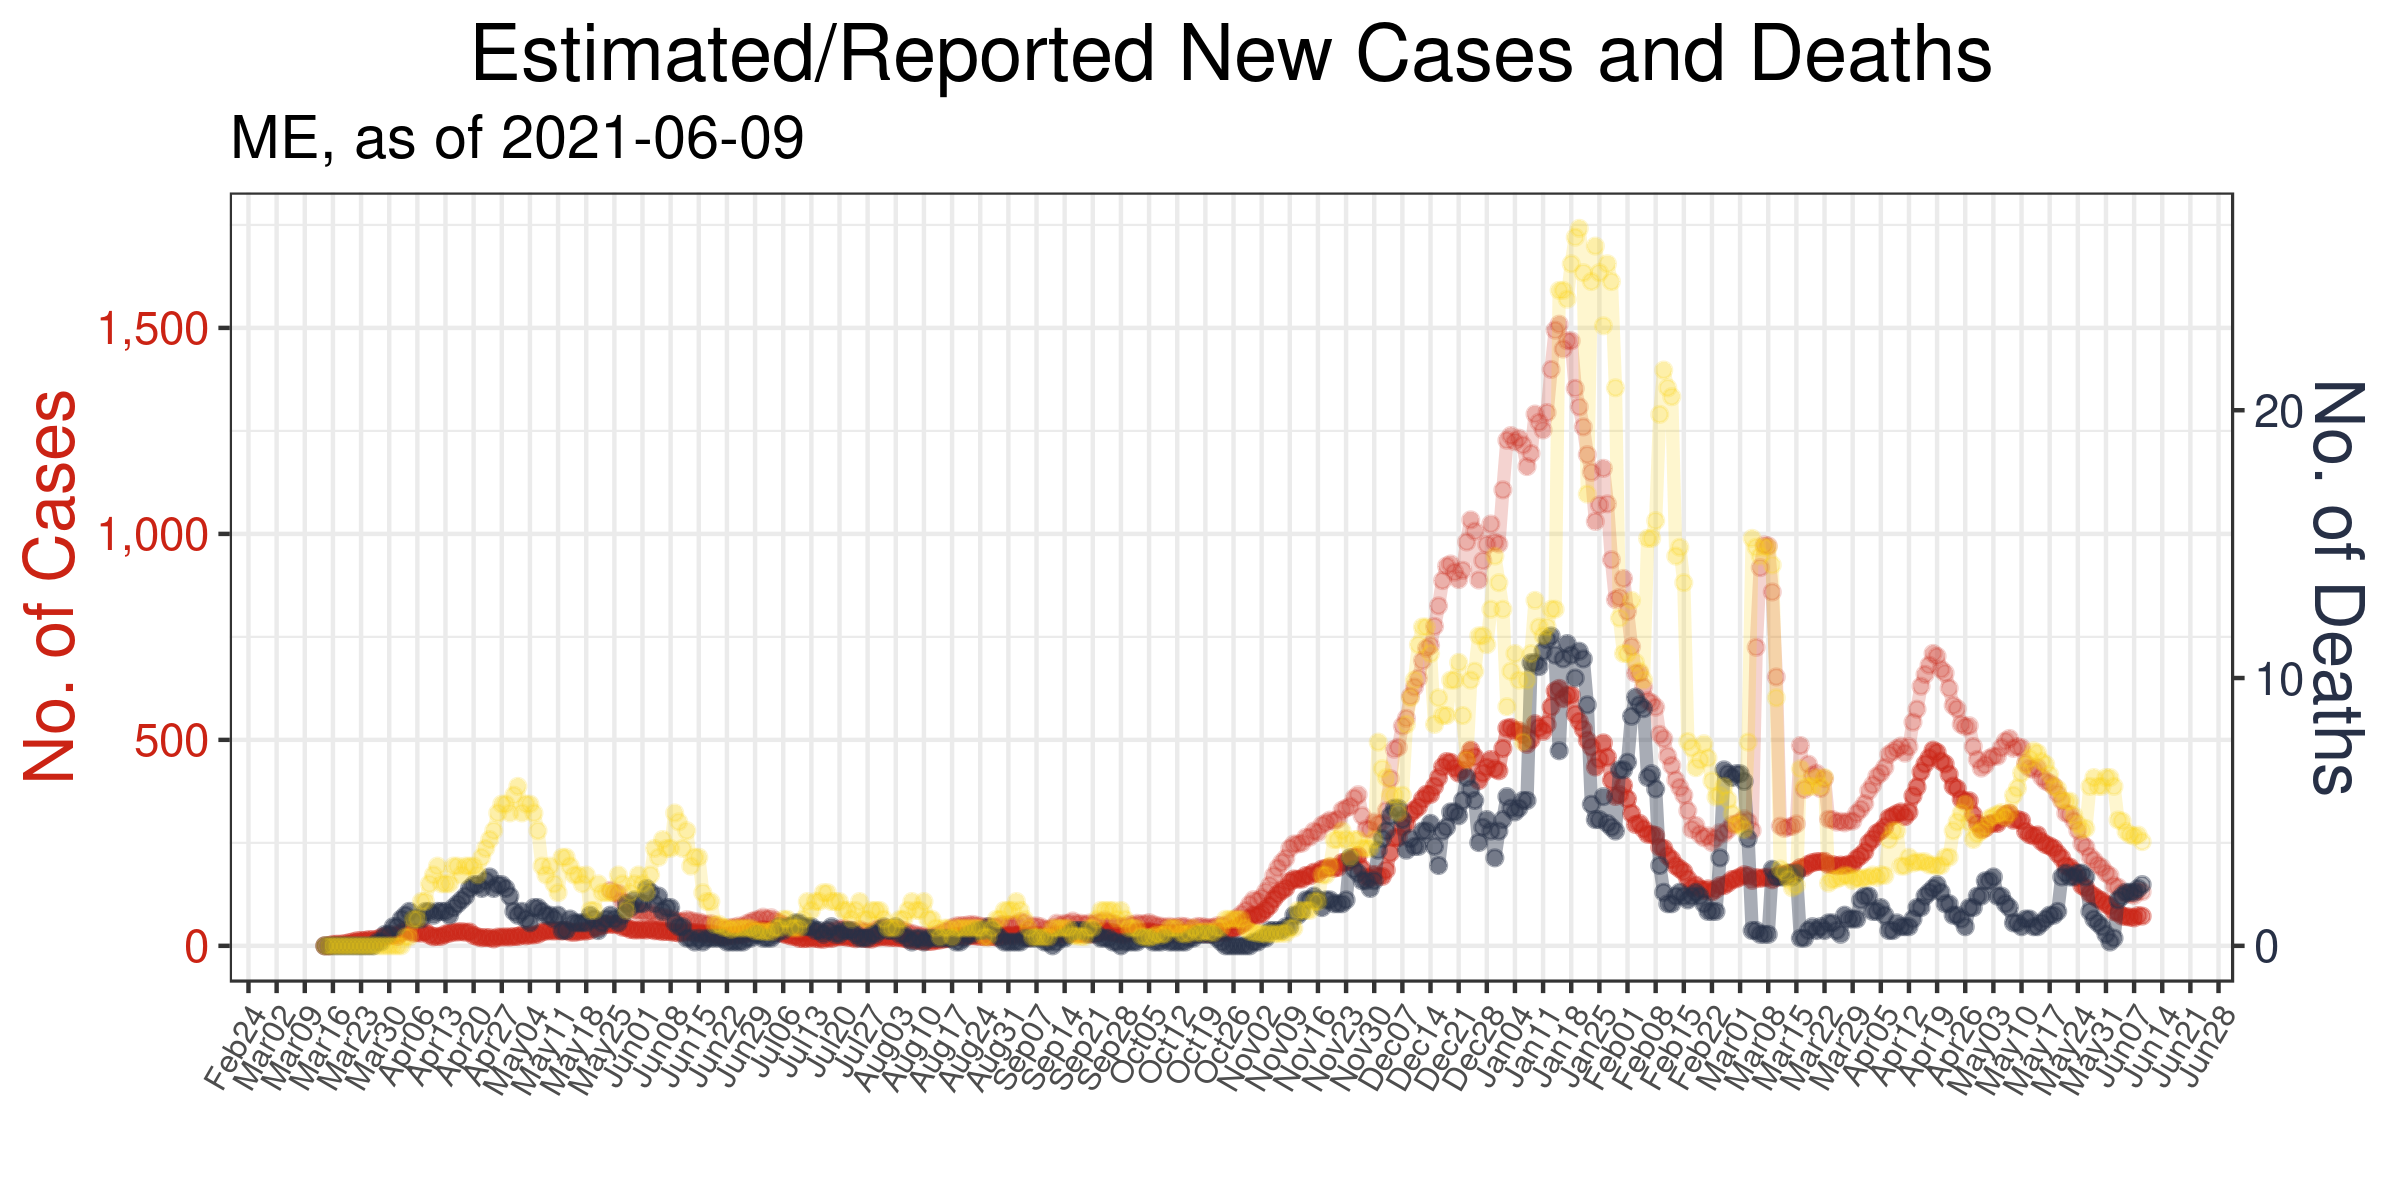 Estimated/Reported New Cases and Deaths
ME, as of 2021-06-09
No. of Cases
1,500
1,000
500
0
20
10
0
No. of Deaths
Feb24
Mar02
Mar09
Mar16
Mar23
Mar30
Apr06
Apr13
Apr20
Apr27
May04
May11
May18
May25
Jun01
Jun08
Jun15
Jun22
Jun29
Jul06
Jul13
Jul20
Jul27
Aug03
Aug10
Aug17
Aug24
Aug31
Sep07
Sep14
Sep21
Sep28
Oct05
Oct12
Oct19
Oct26
Nov02
Nov09
Nov16
Nov23
Nov30
Dec07
Dec14
Dec21
Dec28
Jan04
Jan11
Jan18
Jan25
Feb01
Feb08
Feb15
Feb22
Mar01
Mar08
Mar15
Mar22
Mar29
Apr05
Apr12
Apr19
Apr26
May03
May10
May17
May24
May31
Jun07
Jun14
Jun21
Jun28